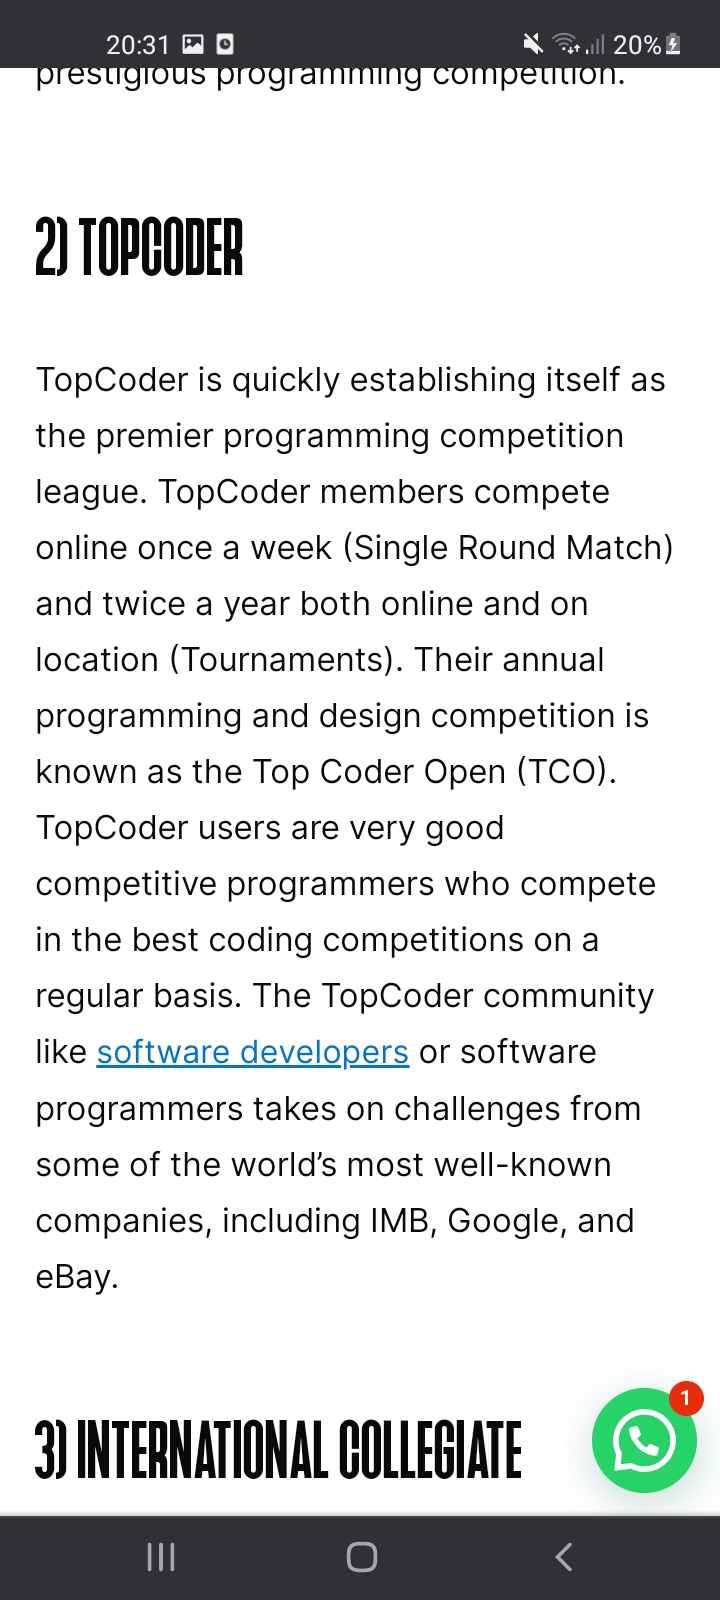 20:31
20%
prestigious programming competition.
2) TOPCODER
TopCoder is quickly establishing itself as
the premier programming competition
league. TopCoder members compete
online once a week (Single Round Match)
and twice a year both online and on
location (Tournaments). Their annual
programming and design competition is
known as the Top Coder Open (TCO).
TopCoder users are very good
competitive programmers who compete
in the best coding competitions on a
regular basis. The TopCoder community
like software developers or software
programmers takes on challenges from
some of the world’s most well-known
companies, including IMB, Google, and
eBay.
1
3) INTERNATIONAL COLLEGIATE